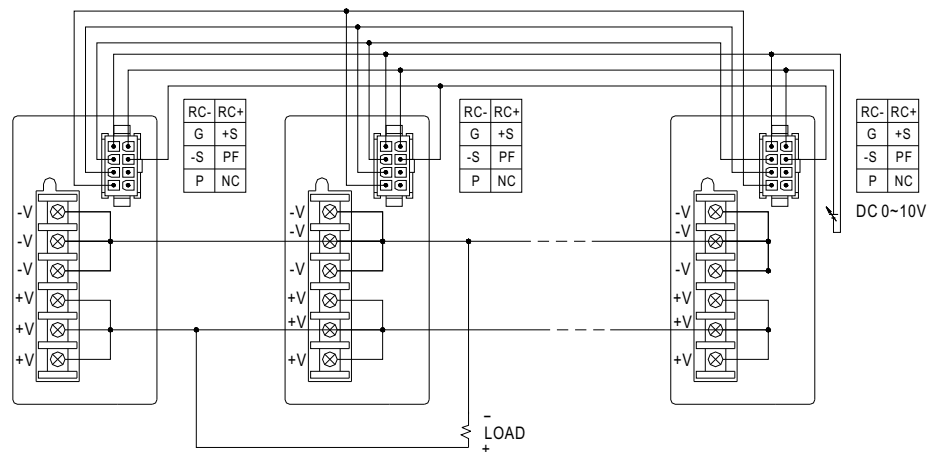 RC- RC+
G +S
-S PF
P NC
RC- RC+
G +S
-S PF
P NC
RC- RC+
G +S
-S PF
P NC
DC 0~10V
-V
-V
-V
+V
+V
+V
-V
-V
-V
+V
+V
+V
-V
-V
-V
+V
+V
+V
-
LOAD
+